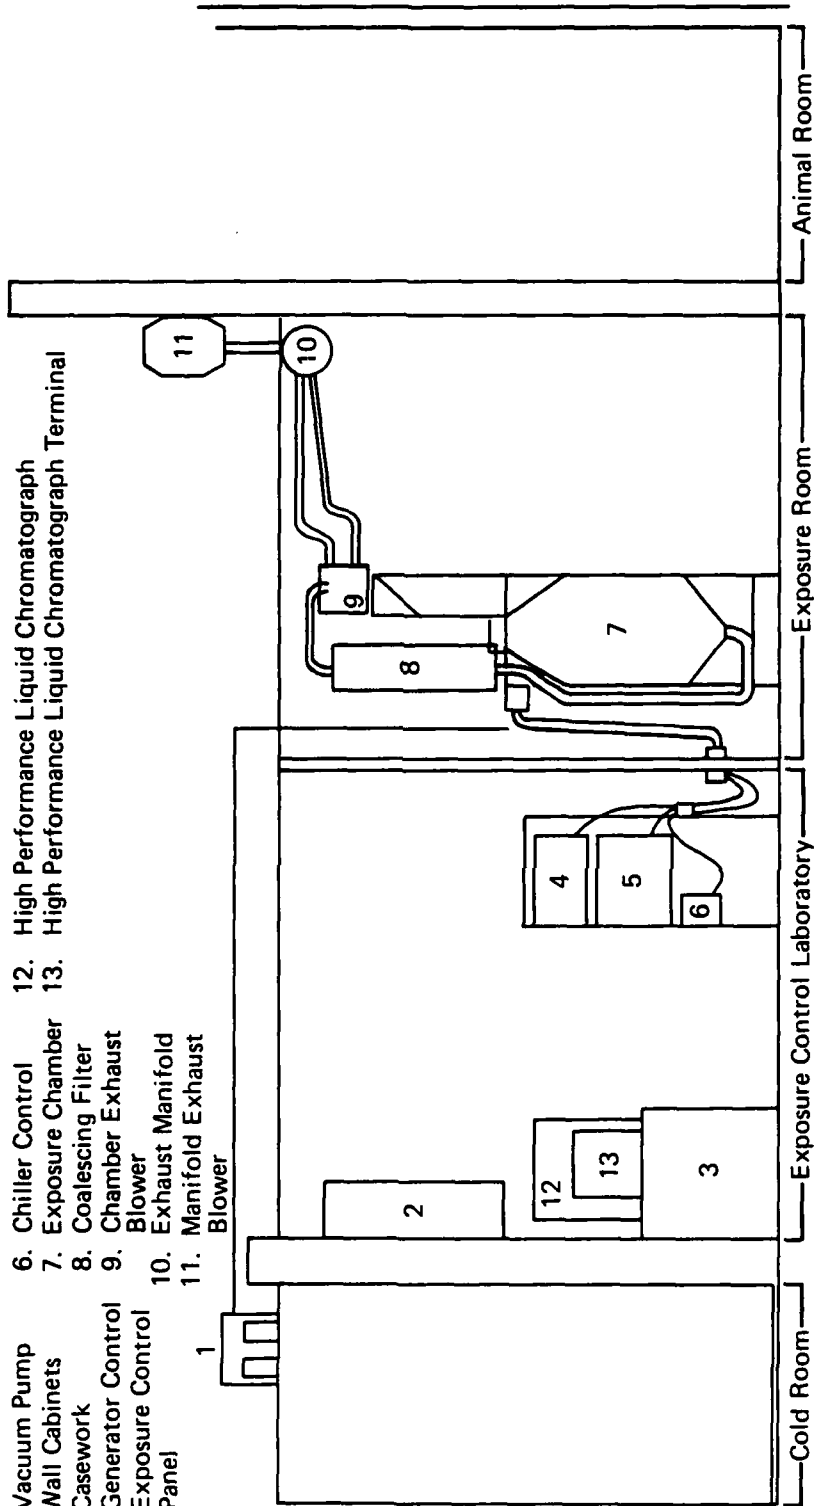 Vacuum Pump
Wall Cabinets
Casework
Generator Control
Exposure Control
Panel
6. Chiller Control
7. Exposure Chamber
8. Coalescing Filter
9. Chamber Exhaust
Blower
10. Exhaust Manifold
11. Manifold Exhaust
Blower
12. High Performance Liquid Chromatograph
13. High Performance Liquid Chromatograph Terminal
1
2
12
13
3
4
5
6
8
9
7
10
11
Cold Room
Exposure Control Laboratory
Exposure Room
Animal Room